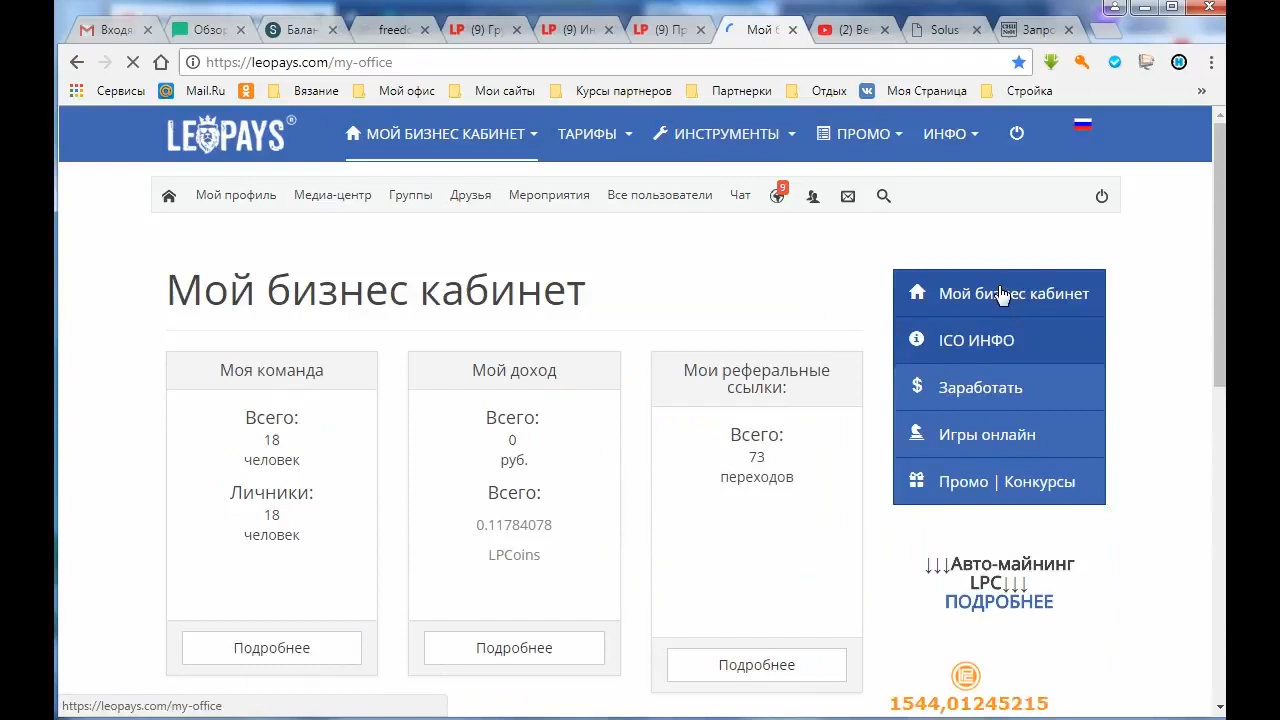 Входя
Обзор
Балан
freedo
LP (9) Гр
LP (9) Ин
LP (9) Пр
Мой б
(2) Ве
Solus
Запро
https://leopays.com/my-office
Сервисы
Mail.Ru
Вязание
Мой офис
Мои сайты
Курсы партнеров
Партнерки
Отдых
Моя Страница
Стройка
»
LEOPAYS®
МОЙ БИЗНЕС КАБИНЕТ
ТАРИФЫ
ИНСТРУМЕНТЫ
ПРОМО
ИНФО
Мой профиль
Медиа-центр
Группы
Друзья
Мероприятия
Все пользователи
Чат
9
Мой бизнес кабинет
Моя команда
Всего:
18
человек
Личники:
18
человек
Подробнее
Мой доход
Всего:
0
руб.
Всего:
0.11784078
LPCoins
Подробнее
Мои реферальные
ссылки:
Всего:
73
переходов
Подробнее
Мой бизнес кабинет
ICO ИНФО
Заработать
Игры онлайн
Промо | Конкурсы
↓↓↓Авто-майнинг
LPC↓↓↓
ПОДРОБНЕЕ
1544,01245215
https://leopays.com/my-office